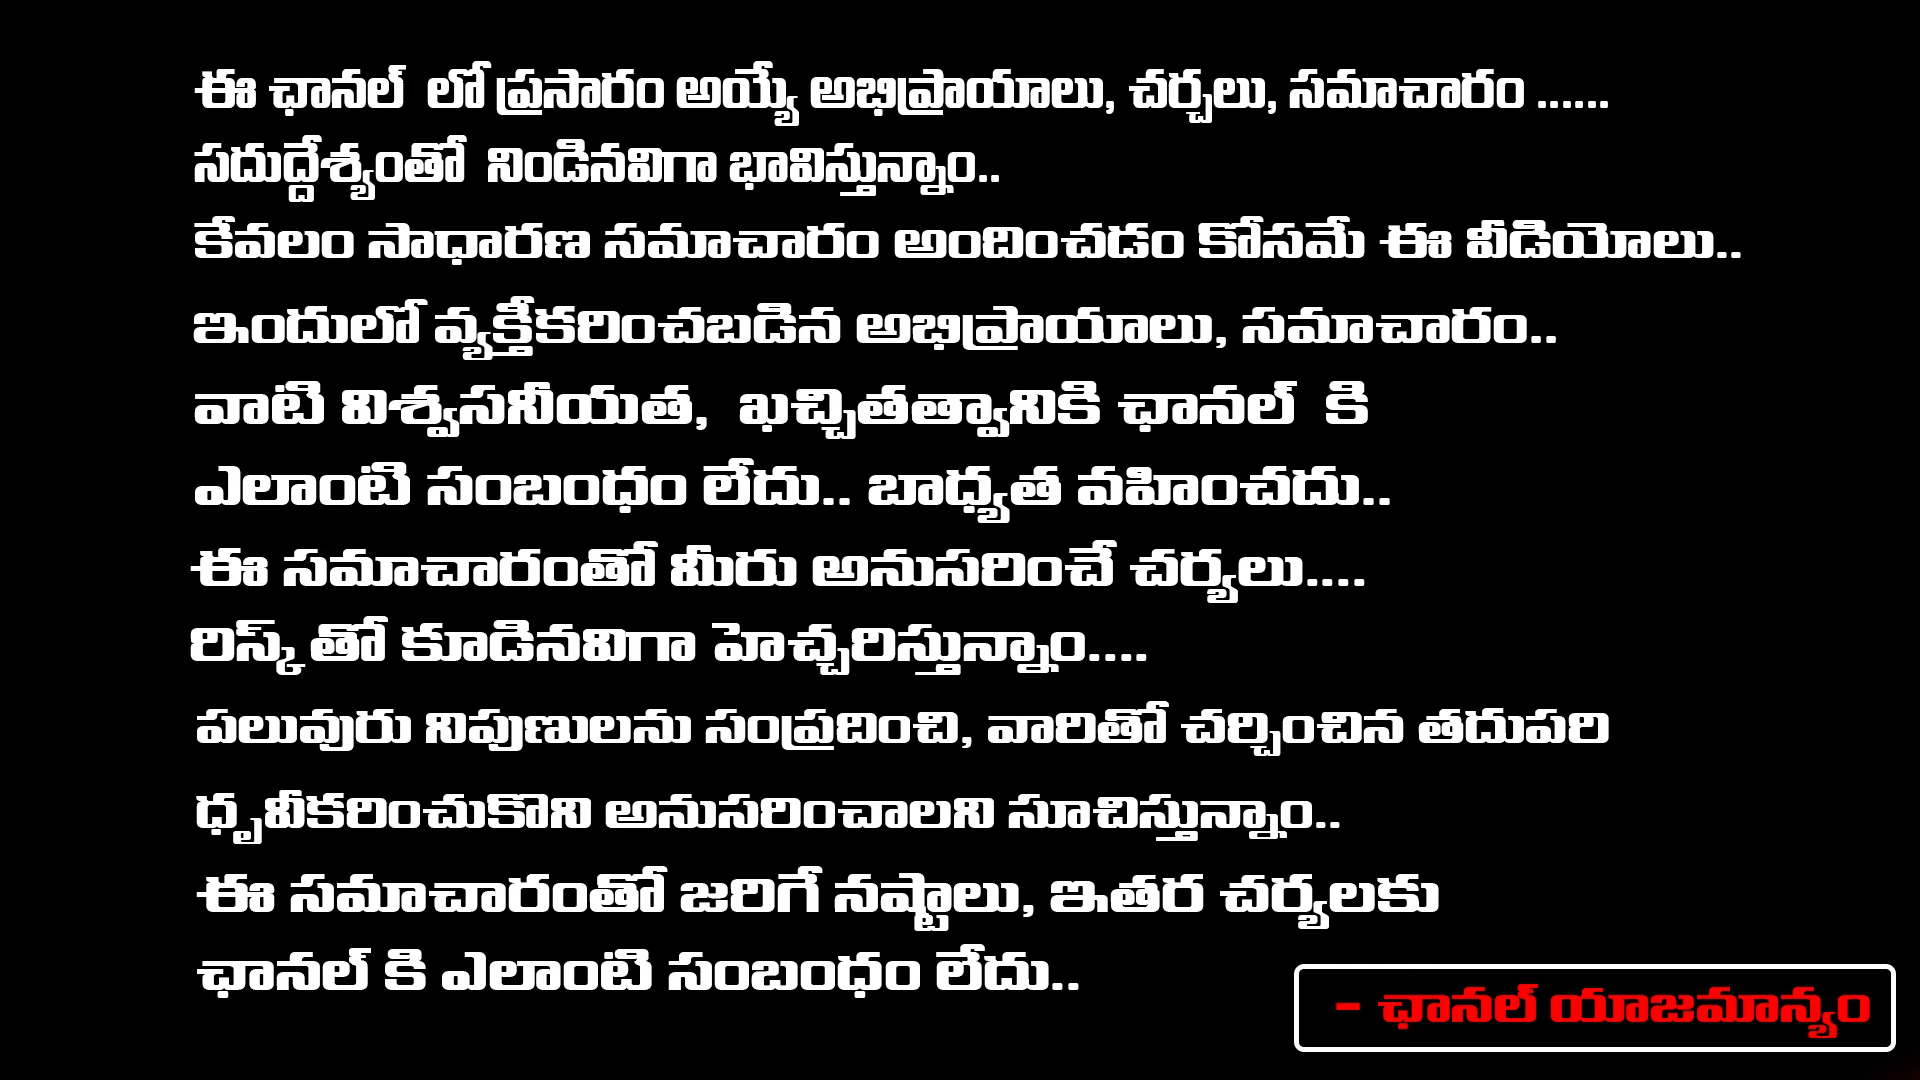 ఈ ఛానల్ లో ప్రసారం అయ్యే అభిప్రాయాలు, చర్చలు, సమాచారం ......
సదుద్దేశ్యంతో నిండినవిగా భావిస్తున్నాం..
కేవలం సాధారణ సమాచారం అందించడం కోసమే ఈ వీడియోలు..
ఇందులో వ్యక్తీకరించబడిన అభిప్రాయాలు, సమాచారం..
వాటి విశ్వసనీయత, ఖచ్చితత్వానికి ఛానల్ కి
ఎలాంటి సంబంధం లేదు.. బాధ్యత వహించదు..
ఈ సమాచారంతో మీరు అనుసరించే చర్యలు....
రిస్క్ తో కూడినవిగా హెచ్చరిస్తున్నాం....
పలువురు నిపుణులను సంప్రదించి, వారితో చర్చించిన తదుపరి
ధృవీకరించుకొని అనుసరించాలని సూచిస్తున్నాం..
ఈ సమాచారంతో జరిగే నష్టాలు, ఇతర చర్యలకు
ఛానల్ కి ఎలాంటి సంబంధం లేదు..
- ఛానల్ యాజమాన్యం